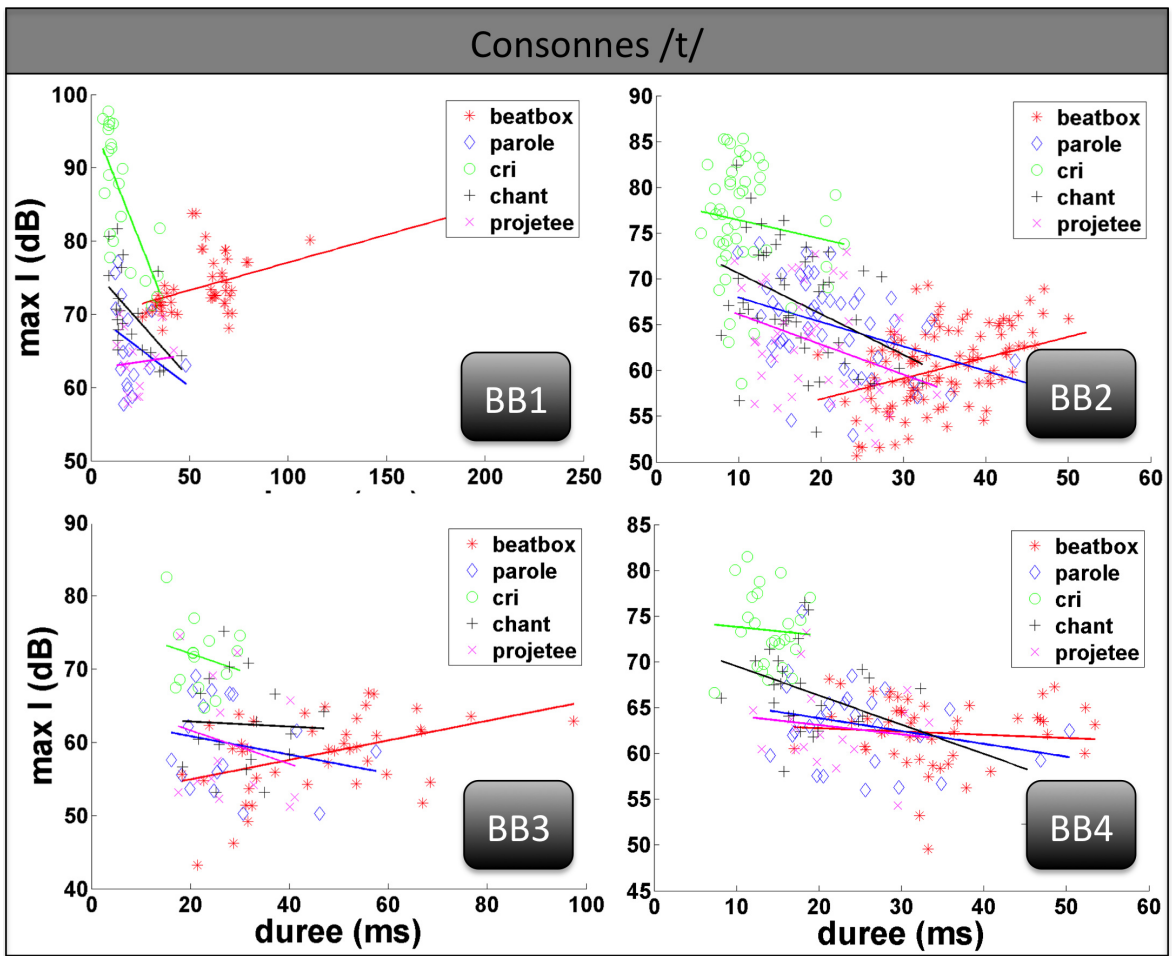 Consonnes /t/
max I (dB)
100
90
80
70
60
50
0
50
100
150
200
250
beatbox
parole
cri
chant
projetee
BB1
90
85
80
75
70
65
60
55
50
0
10
20
30
40
50
60
beatbox
parole
cri
chant
projetee
BB2
max I (dB)
90
80
70
60
50
40
0
20
40
60
80
100
duree (ms)
beatbox
parole
cri
chant
projetee
BB3
85
80
75
70
65
60
55
50
45
0
10
20
30
40
50
60
duree (ms)
beatbox
parole
cri
chant
projetee
BB4